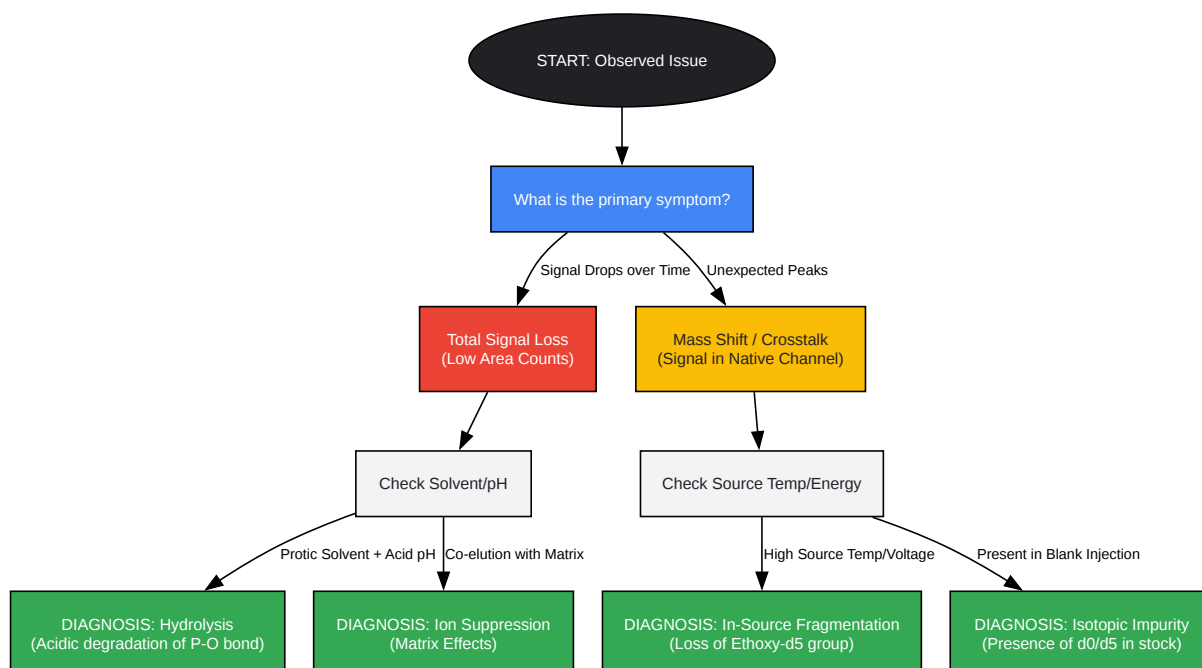 START: Observed Issue
What is the primary symptom?
Signal Drops over Time
Unexpected Peaks
Total Signal Loss
(Low Area Counts)
Mass Shift / Crosstalk
(Signal in Native Channel)
Check Solvent/pH
Check Source Temp/Energy
Protic Solvent + Acid pH
Co-elution with Matrix
High Source Temp/Voltage
Present in Blank Injection
DIAGNOSIS: Hydrolysis
(Acidic degradation of P-O bond)
DIAGNOSIS: Ion Suppression
(Matrix Effects)
DIAGNOSIS: In-Source Fragmentation
(Loss of Ethoxy-d5 group)
DIAGNOSIS: Isotopic Impurity
(Presence of d0/d5 in stock)